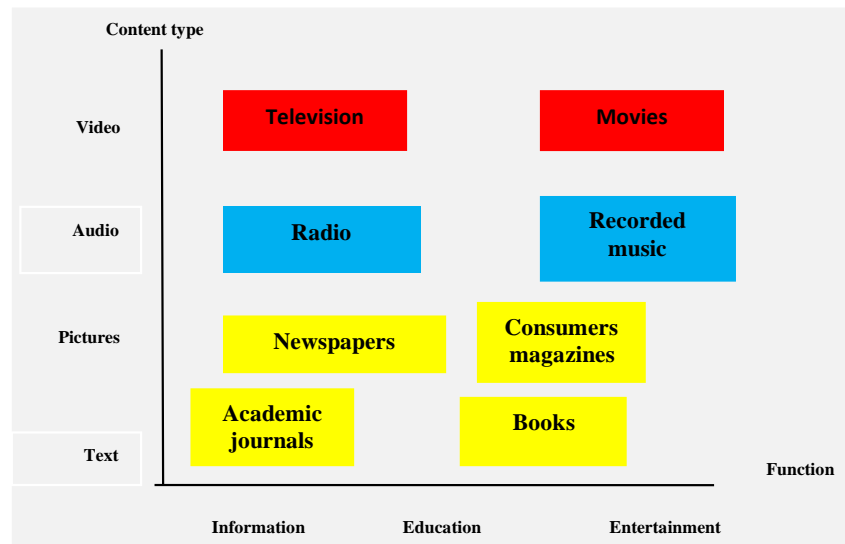 Content type
Video
Television
Movies
Audio
Radio
Recorded
music
Pictures
Newspapers
Consumers
magazines
Text
Academic
journals
Books
Function
Information
Education
Entertainment